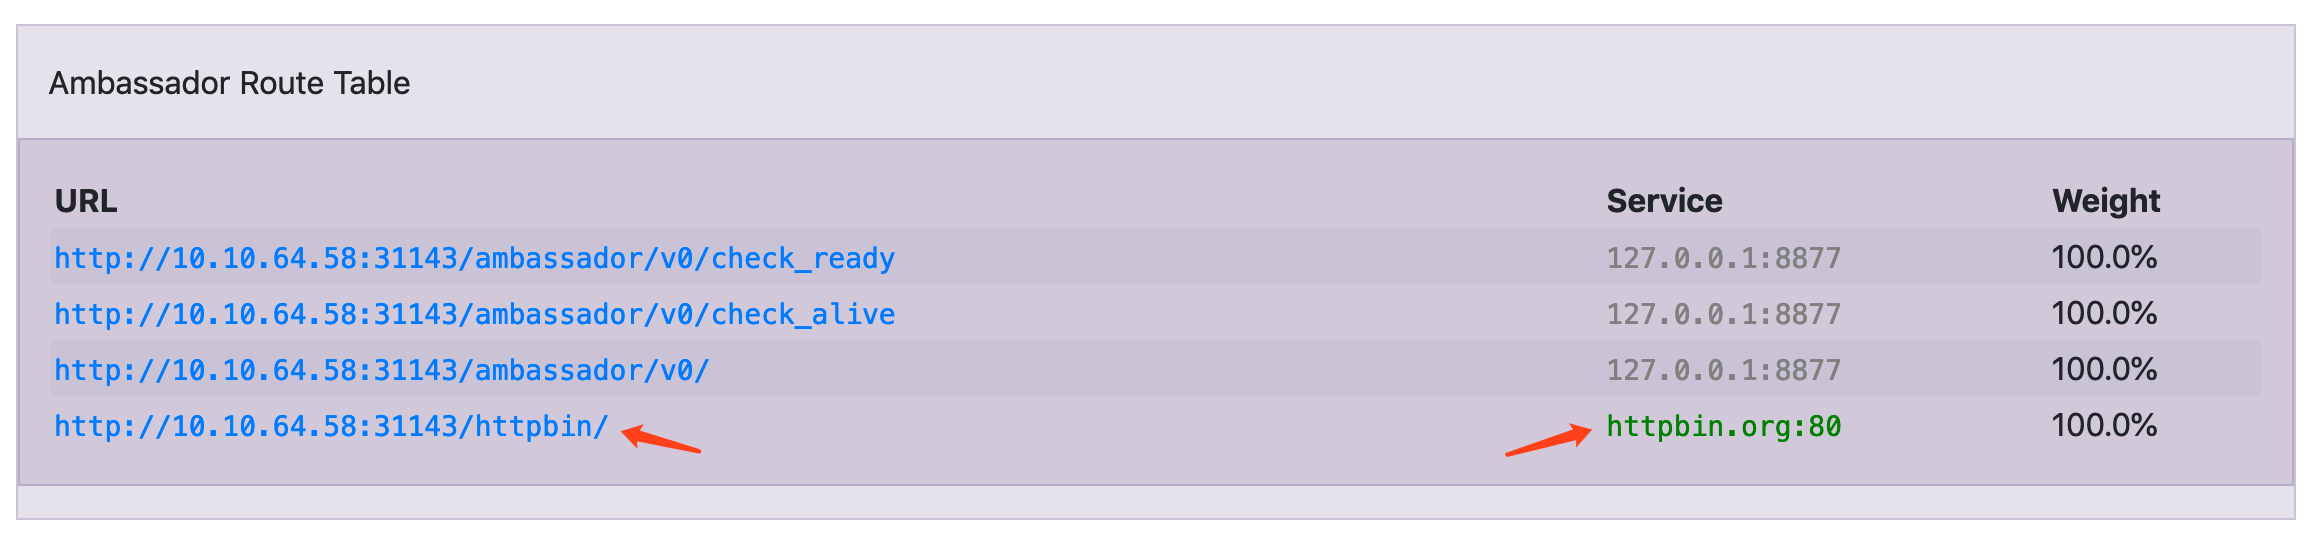 Ambassador Route Table
URL Service Weight
http://10.10.64.58:31143/ambassador/v0/check_ready 127.0.0.1:8877 100.0%
http://10.10.64.58:31143/ambassador/v0/check_alive 127.0.0.1:8877 100.0%
http://10.10.64.58:31143/ambassador/v0/ 127.0.0.1:8877 100.0%
http://10.10.64.58:31143/httpbin/ httpbin.org:80 100.0%